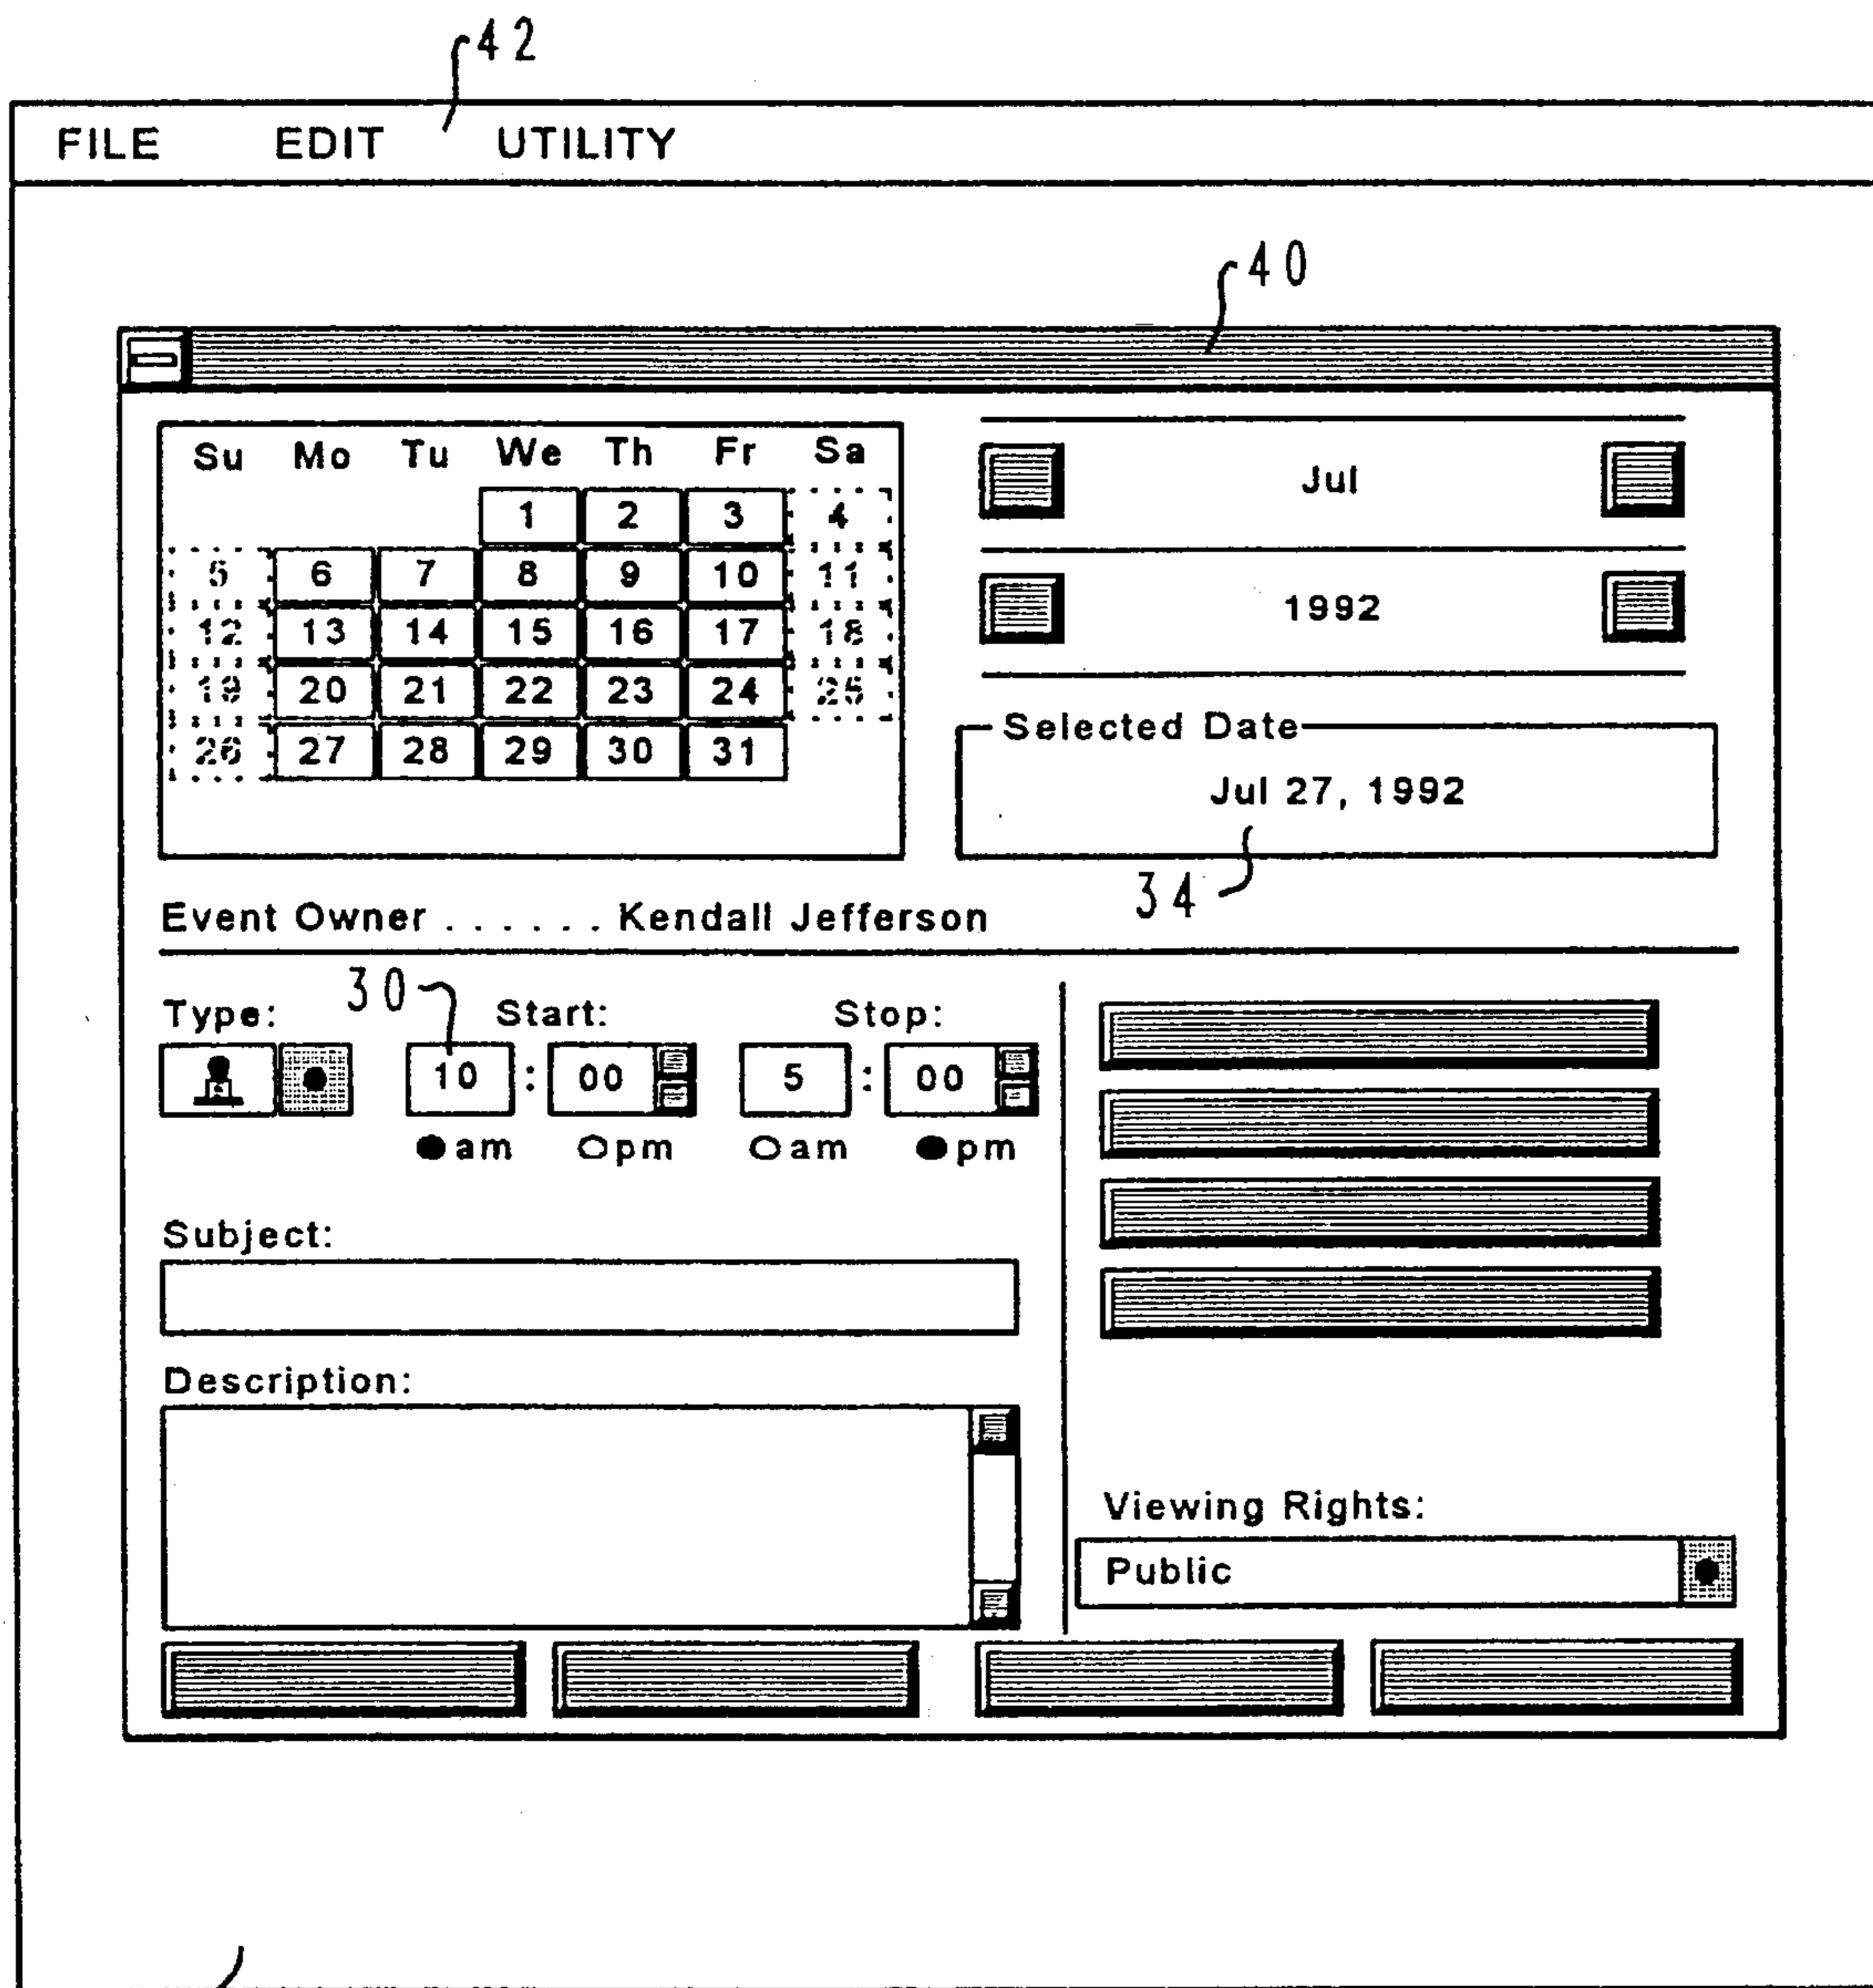 42
FILE EDIT UTILITY
40
Su Mo Tu We Th Fr Sa
1 2 3 4
5 6 7 8 9 10 11
12 13 14 15 16 17 18
19 20 21 22 23 24 25
26 27 28 29 30 31
Jul
1992
Selected Date
Jul 27, 1992
34
Event Owner ...... Kendall Jefferson
30
Type: Start: Stop:
10 : 00 5 : 00
am pm am pm
Subject:
Description:
Viewing Rights:
Public